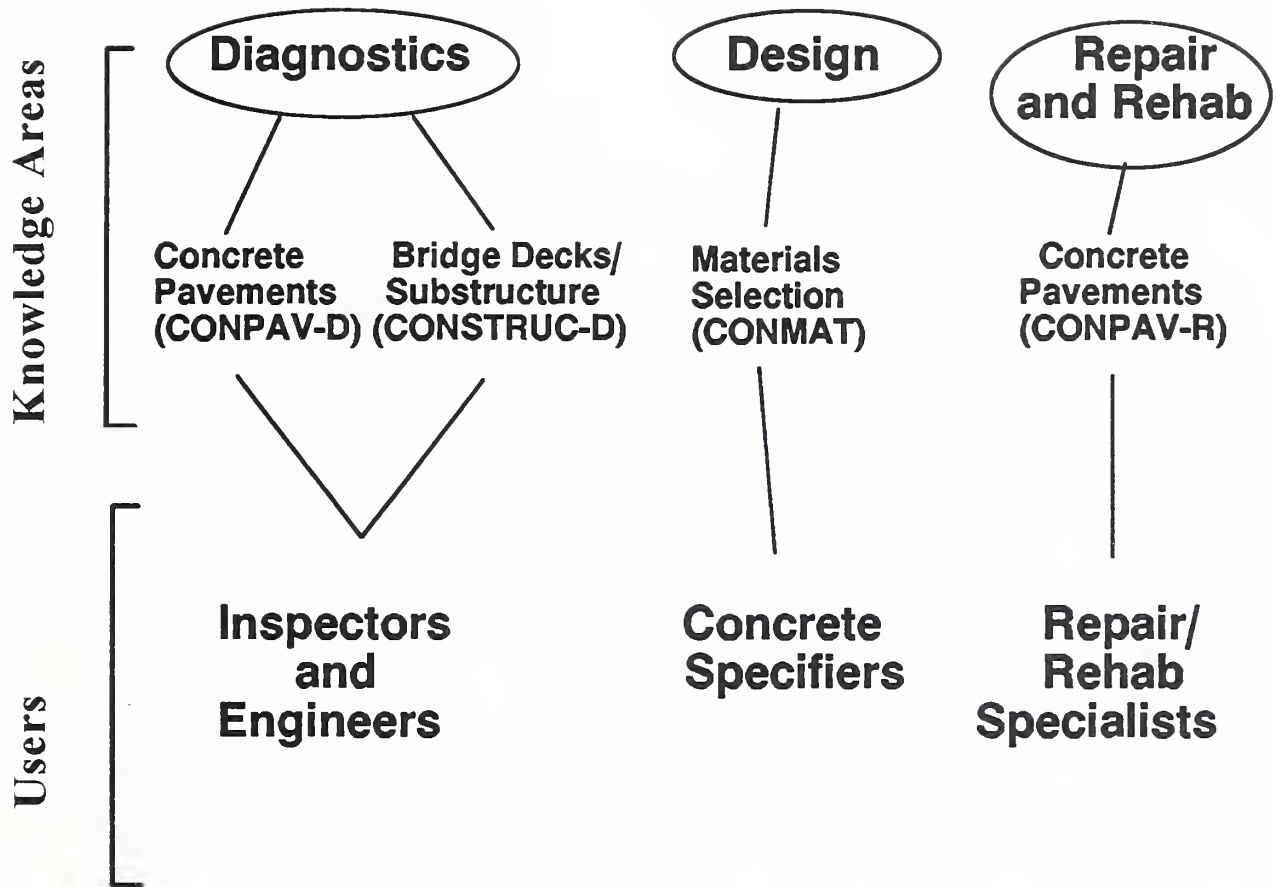 Knowledge Areas
Diagnostics
Design
Repair
and Rehab
Concrete
Pavements
(CONPAV-D)
Bridge Decks/
Substructure
(CONSTRUC-D)
Materials
Selection
(CONMAT)
Concrete
Pavements
(CONPAV-R)
Users
Inspectors
and
Engineers
Concrete
Specifiers
Repair/
Rehab
Specialists